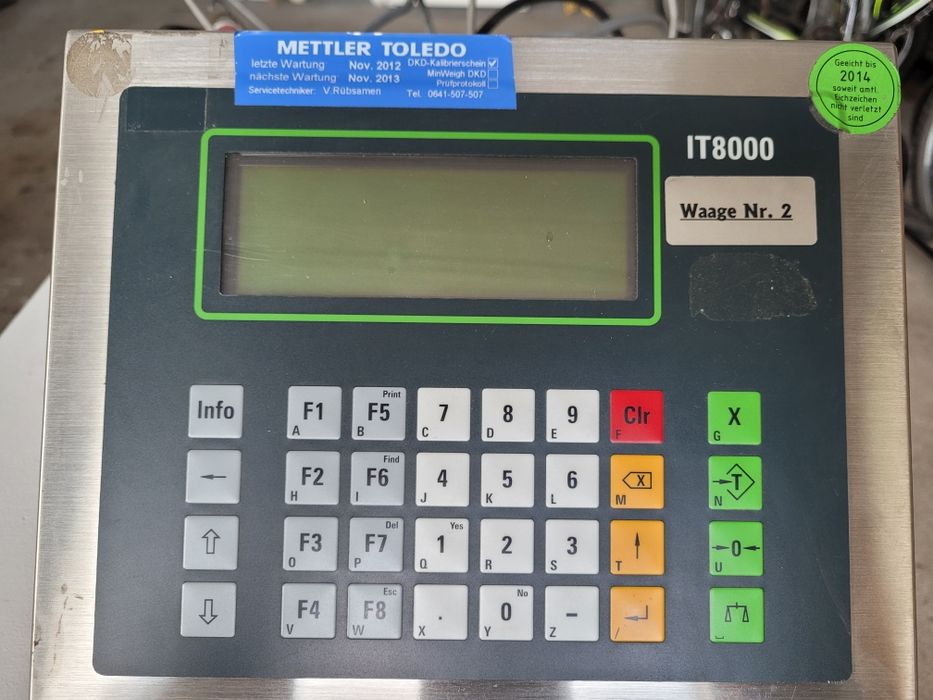 METTLER TOLEDO
letzte Wartung Nov. 2012 DKD-Kalibrierschein
nächste Wartung: Nov. 2013 MinWeigh DKD
Prüfprotokoll
Servicetechniker: V.Rübsamen Tel. 0641-507-507
Geeicht bis
2014
soweit amtl.
Eichzeichen
nicht verletzt
sind
IT8000
Waage Nr. 2
Info F1 A F5 Print B 7 C 8 D 9 E Clr F X G
F2 H F6 Find I 4 J 5 K 6 L X M T N
F3 O F7 Del P 1 Yes Q 2 R 3 S T 0 U
F4 V F8 Esc W . X 0 No Y - Z /